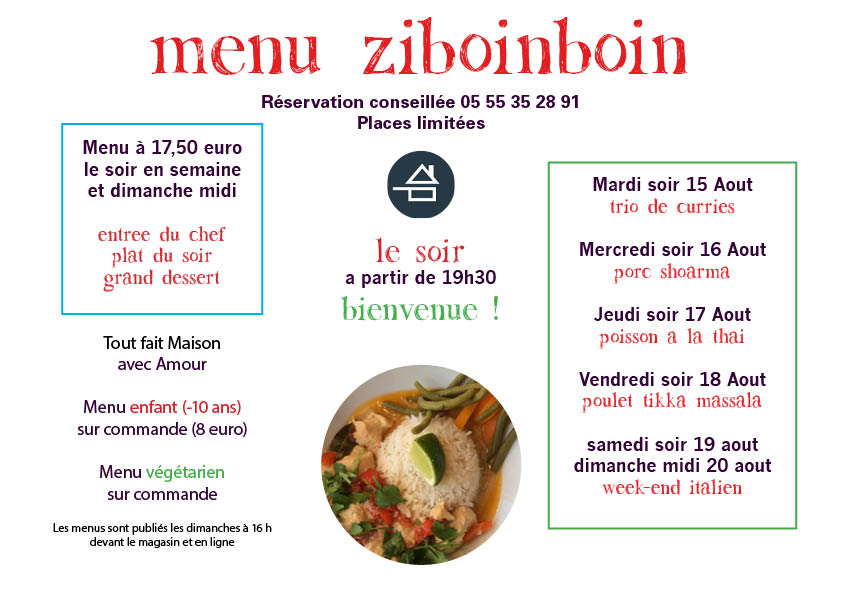 menu ziboinboin
Réservation conseillée 05 55 35 28 91
Places limitées
Menu à 17,50 euro
le soir en semaine
et dimanche midi
entree du chef
plat du soir
grand dessert
Tout fait Maison
avec Amour
Menu enfant (-10 ans)
sur commande (8 euro)
Menu végétarien
sur commande
Les menus sont publiés les dimanches à 16 h
devant le magasin et en ligne
le soir
a partir de 19h30
bienvenue !
Mardi soir 15 Aout
trio de curries
Mercredi soir 16 Aout
porc shoarma
Jeudi soir 17 Aout
poisson a la thai
Vendredi soir 18 Aout
poulet tikka massala
samedi soir 19 aout
dimanche midi 20 aout
week-end italien